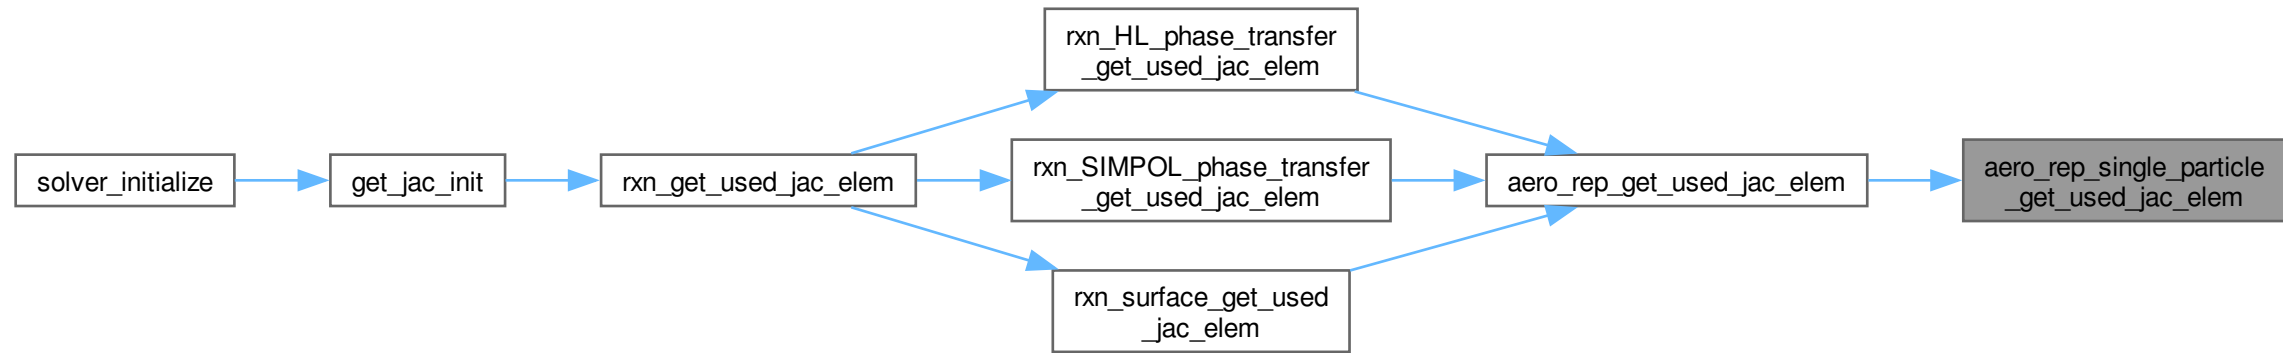 solver_initialize
get_jac_init
rxn_get_used_jac_elem
rxn_HL_phase_transfer
_get_used_jac_elem
rxn_SIMPOL_phase_transfer
_get_used_jac_elem
rxn_surface_get_used
_jac_elem
aero_rep_get_used_jac_elem
aero_rep_single_particle
_get_used_jac_elem